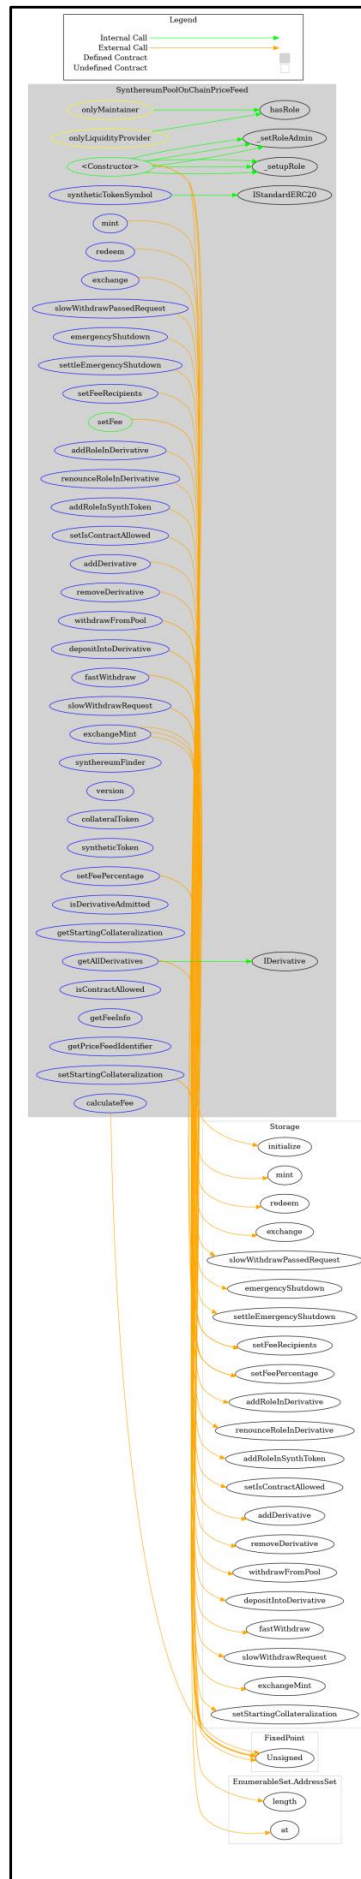 Legend
Internal Call
External Call
Defined Contract
Undefined Contract
SynthereumPoolOnChainPriceFeed
onlyMaintainer
hasRole
onlyLiquidityProvider
_setRoleAdmin
<Constructor>
_setupRole
syntheticTokenSymbol
IStandardERC20
mint
redeem
exchange
slowWithdrawPassedRequest
emergencyShutdown
settleEmergencyShutdown
setFeeRecipients
setFee
addRoleInDerivative
renounceRoleInDerivative
addRoleInSynthToken
setIsContractAllowed
addDerivative
removeDerivative
withdrawFromPool
depositIntoDerivative
fastWithdraw
slowWithdrawRequest
exchangeMint
synthereumFinder
version
collateralToken
syntheticToken
setFeePercentage
isDerivativeAdmitted
getStartingCollateralization
getAllDerivatives
IDerivative
isContractAllowed
getFeeInfo
getPriceFeedIdentifier
setStartingCollateralization
calculateFee
Storage
initialize
mint
redeem
exchange
slowWithdrawPassedRequest
emergencyShutdown
settleEmergencyShutdown
setFeeRecipients
setFeePercentage
addRoleInDerivative
renounceRoleInDerivative
addRoleInSynthToken
setIsContractAllowed
addDerivative
removeDerivative
withdrawFromPool
depositIntoDerivative
fastWithdraw
slowWithdrawRequest
exchangeMint
setStartingCollateralization
FixedPoint
Unsigned
EnumerableSet.AddressSet
length
at